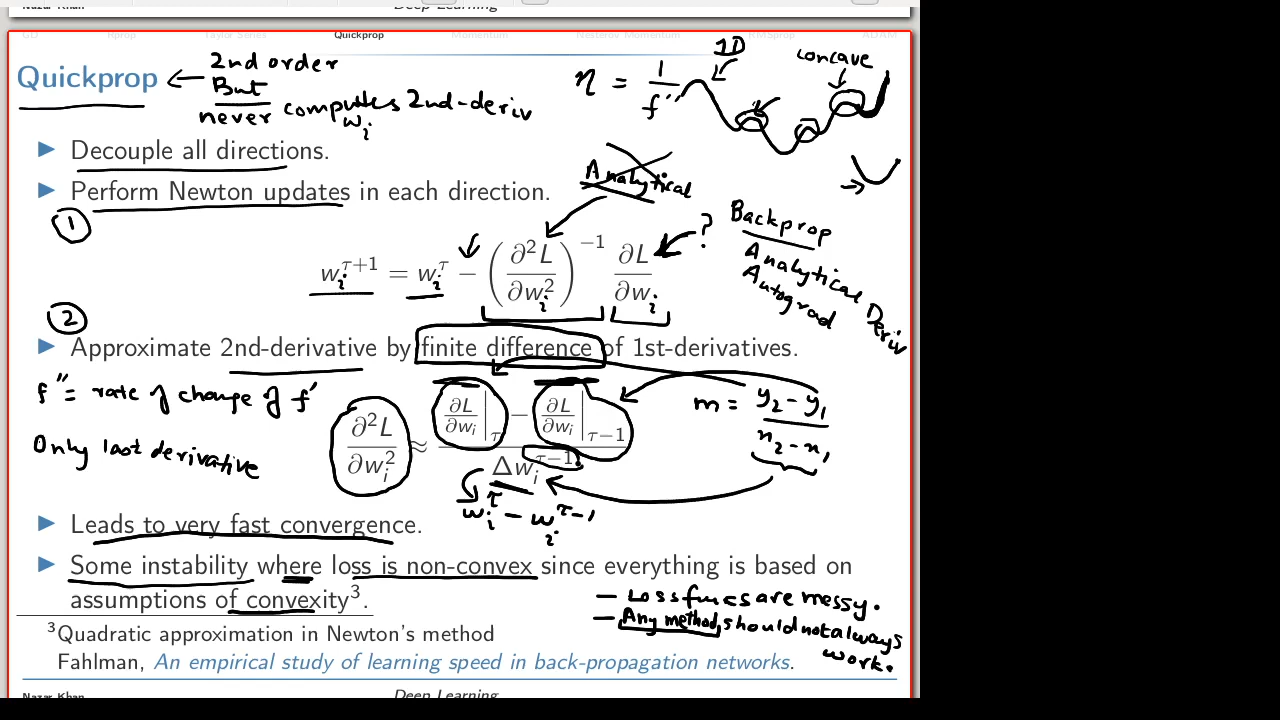 Nazar Khan Deep Learning
GD Rprop Taylor Series Quickprop Momentum Nesterov Momentum RMSprop ADAM
Quickprop
2nd order
But
never computes 2nd-deriv
w_i
η = 1 / f''
1D
concave
▶ Decouple all directions.
▶ Perform Newton updates in each direction.
Analytical
1
w_i^{τ+1} = w_i^τ − (∂²L / ∂w_i²)^{−1} ∂L / ∂w_i
?
Backprop
Analytical Deriv
Autograd
2
▶ Approximate 2nd-derivative by finite difference of 1st-derivatives.
f'' = rate of change of f'
Only last derivative
∂²L / ∂w_i² ≈ (∂L/∂w_i |_τ − ∂L/∂w_i |_{τ−1}) / Δw_i^{τ−1}
m = y₂ − y₁ / x₂ − x₁
w_i^τ − w_i^{τ−1}
▶ Leads to very fast convergence.
▶ Some instability where loss is non-convex since everything is based on
assumptions of convexity³.
— Loss funcs are messy.
— Any method should not always
work.
³Quadratic approximation in Newton's method
Fahlman, An empirical study of learning speed in back-propagation networks.
Nazar Khan Deep Learning